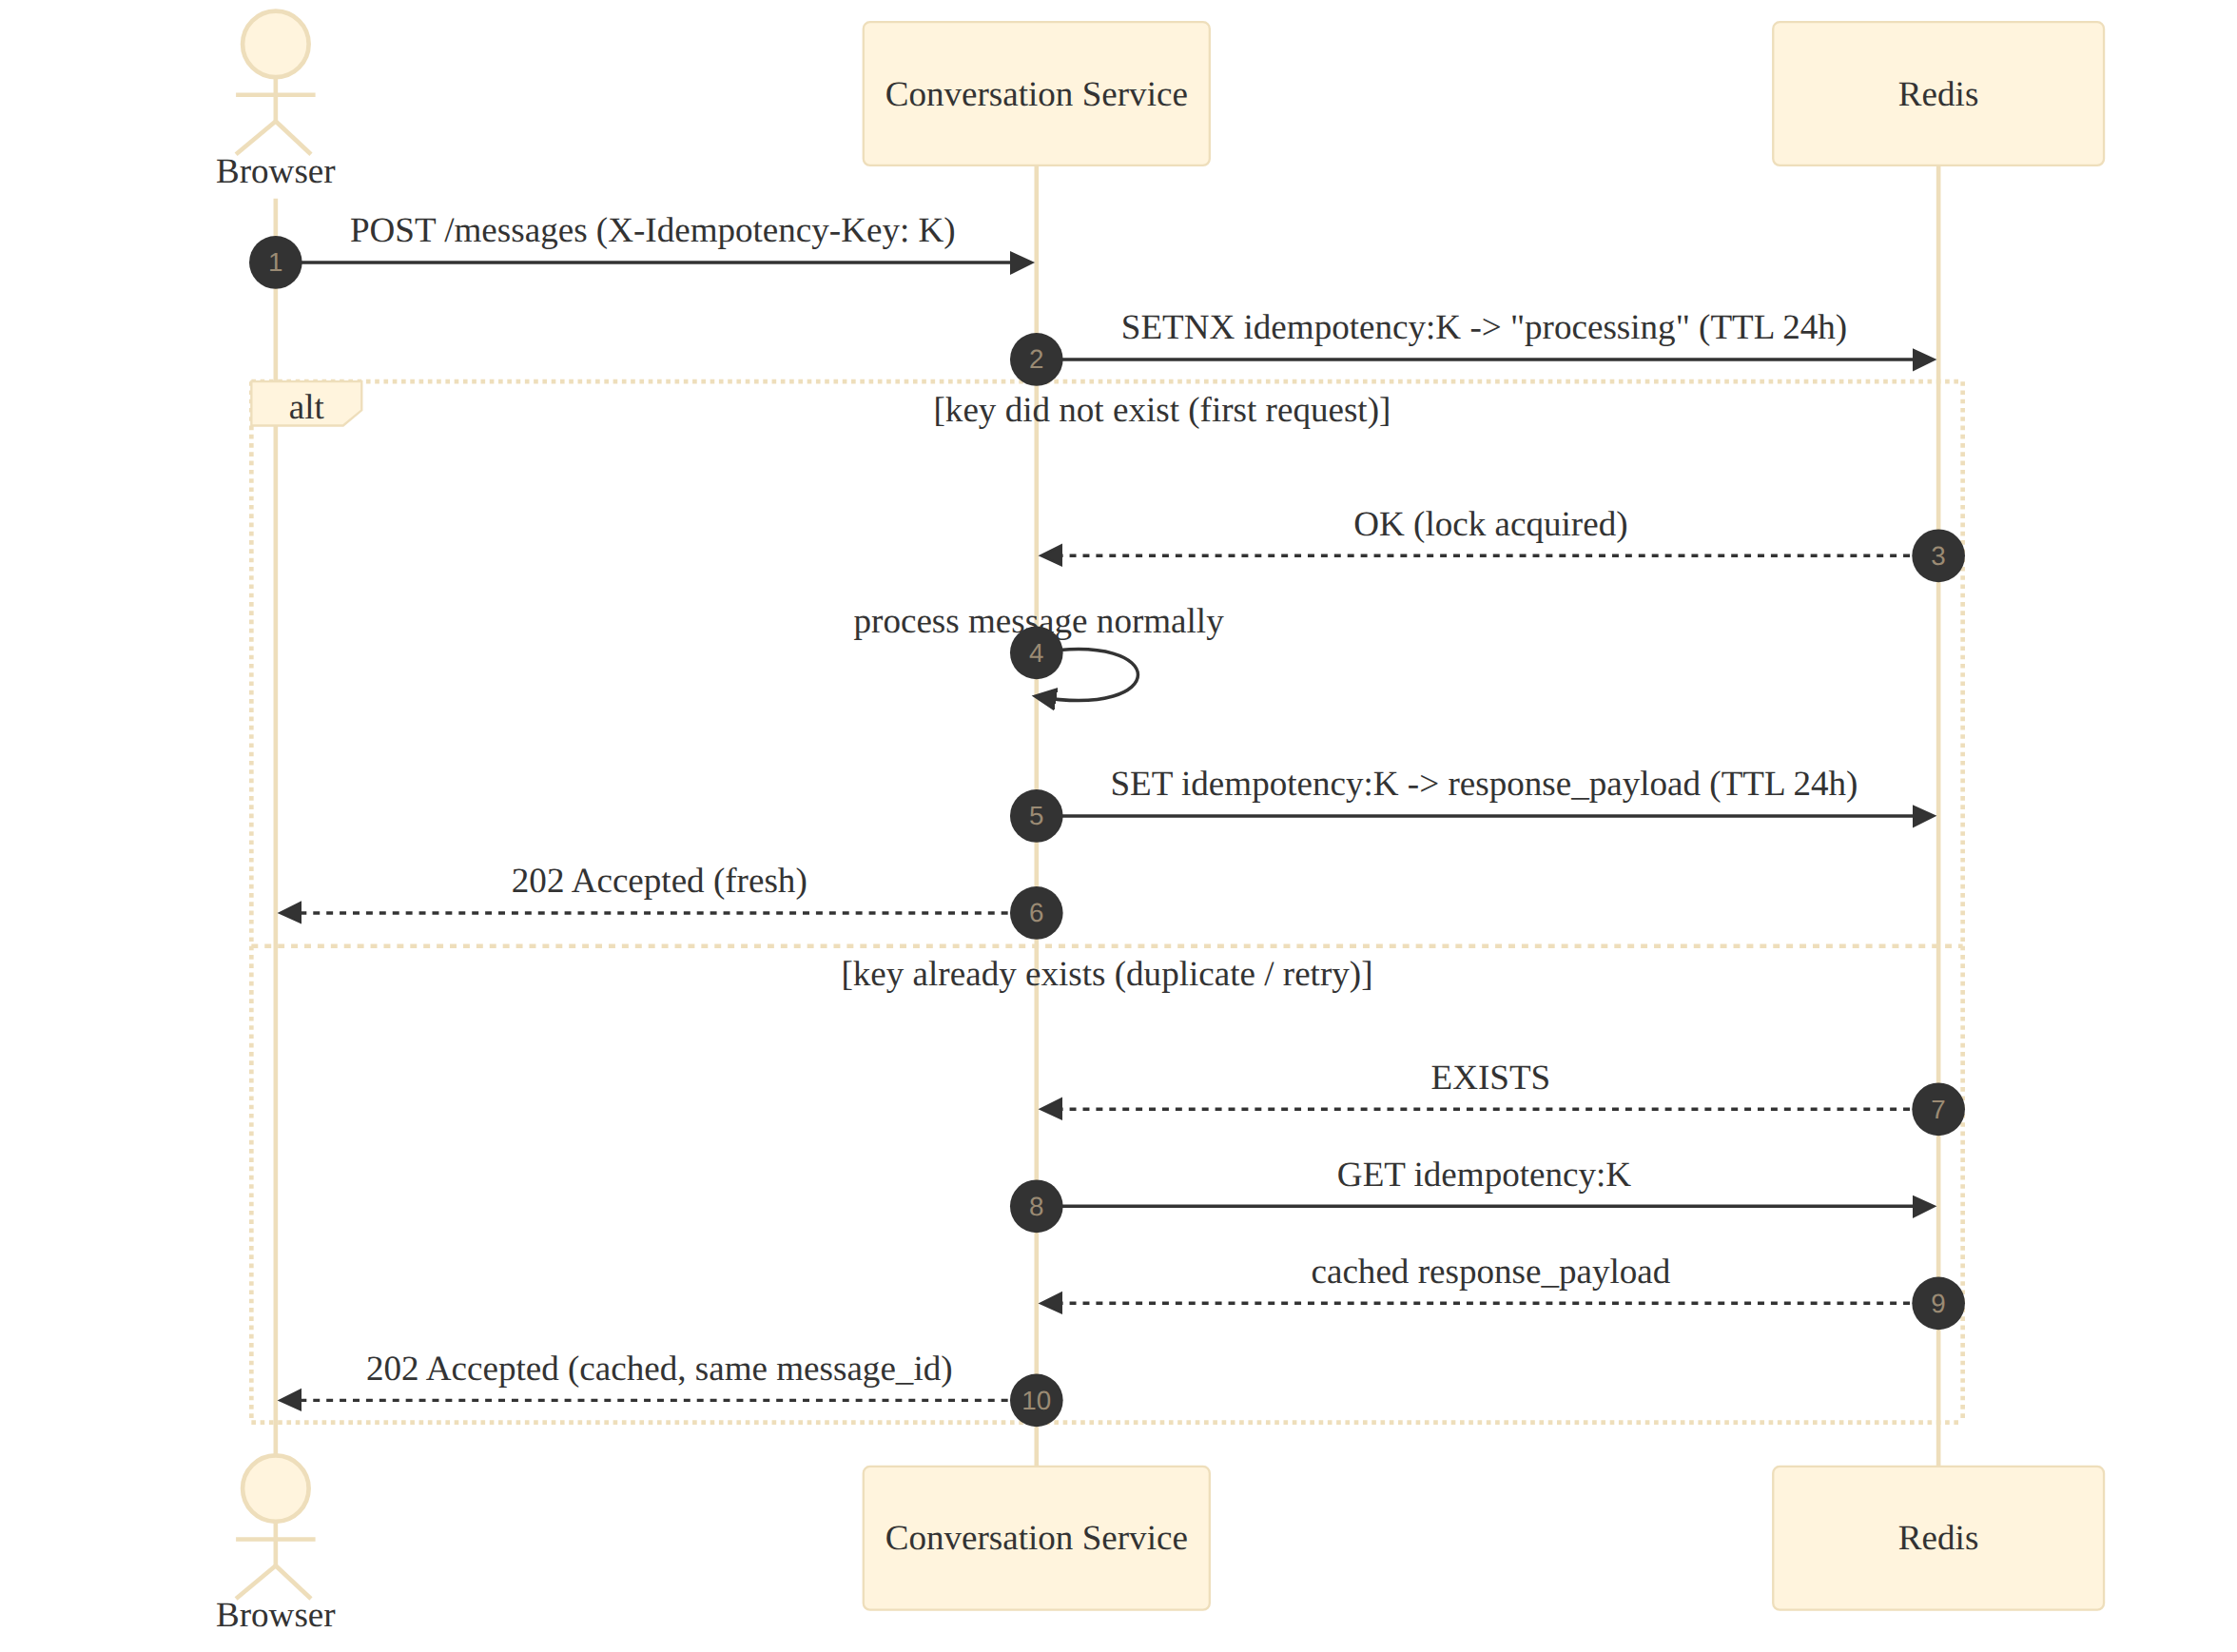 Browser
Conversation Service
Redis
POST /messages (X-Idempotency-Key: K)
1
SETNX idempotency:K -> "processing" (TTL 24h)
2
alt
[key did not exist (first request)]
OK (lock acquired)
3
process message normally
4
SET idempotency:K -> response_payload (TTL 24h)
5
202 Accepted (fresh)
6
[key already exists (duplicate / retry)]
EXISTS
7
GET idempotency:K
8
cached response_payload
9
202 Accepted (cached, same message_id)
10
Browser
Conversation Service
Redis